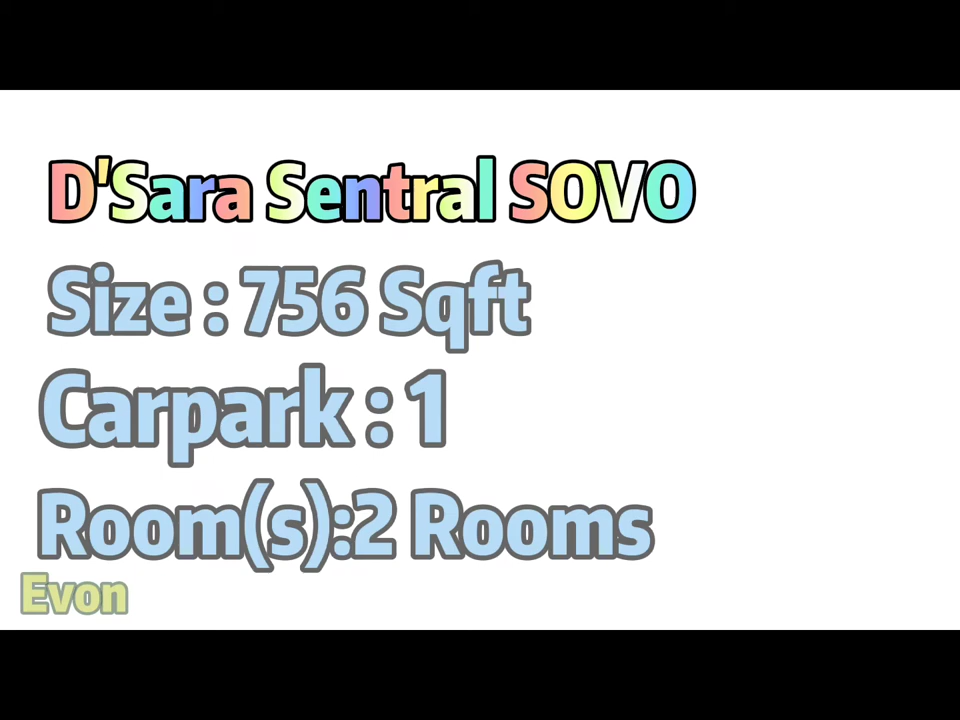 D'Sara Sentral SOVO
Size : 756 Sqft
Carpark : 1
Room(s):2 Rooms
Evon